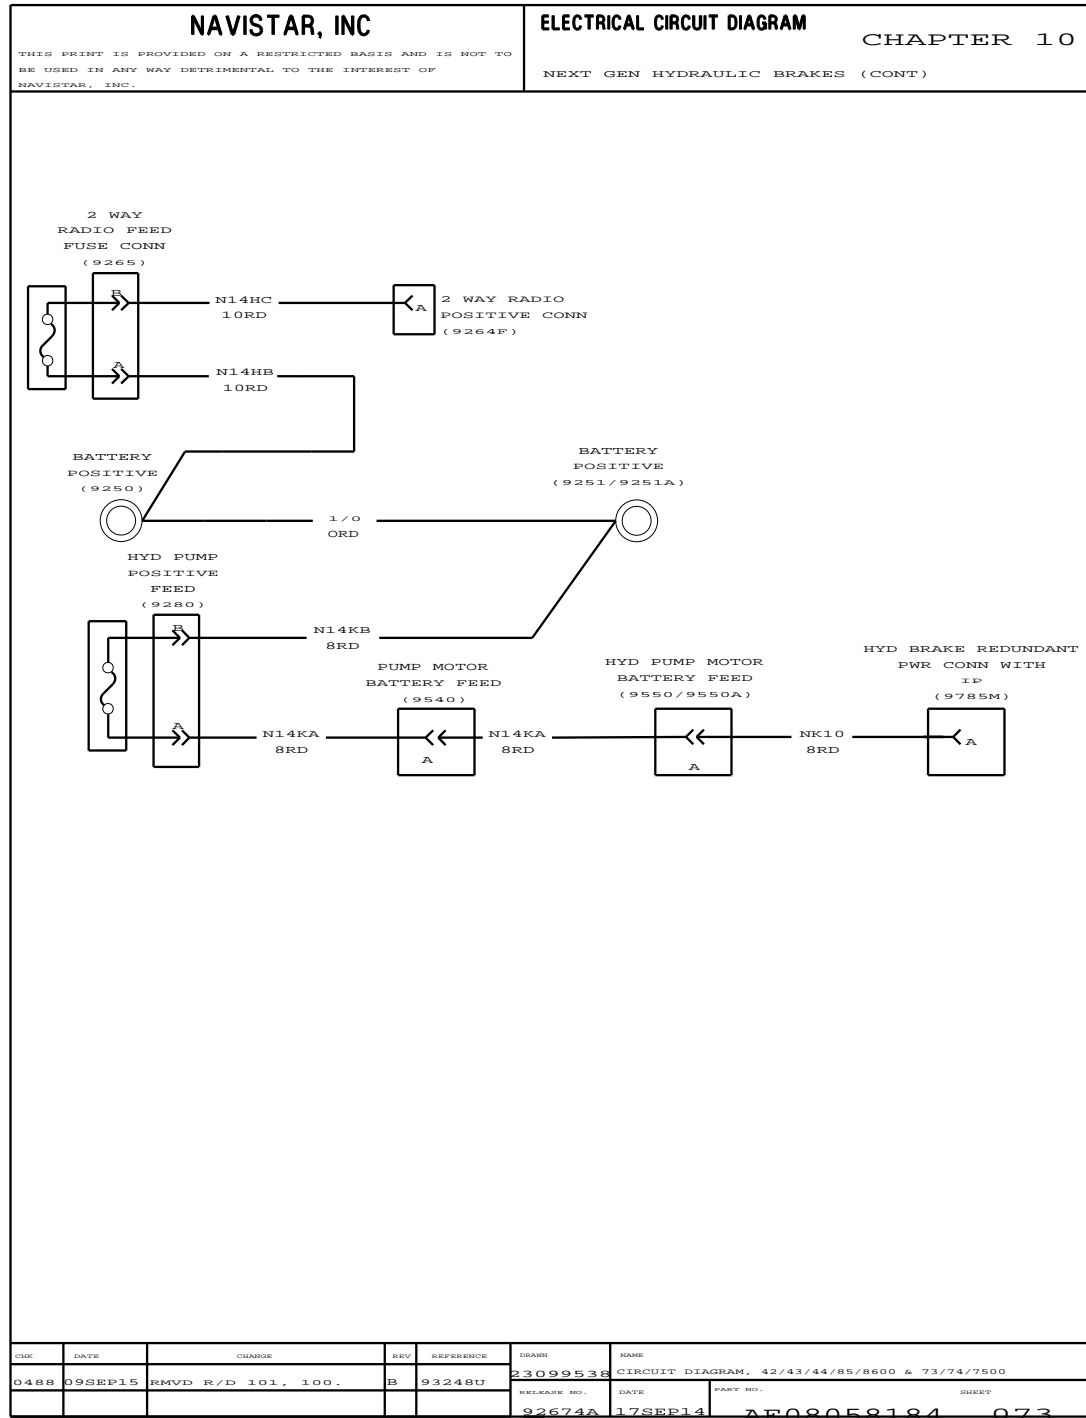 NAVISTAR, INC
THIS PRINT IS PROVIDED ON A RESTRICTED BASIS AND IS NOT TO
BE USED IN ANY WAY DETRIMENTAL TO THE INTEREST OF
NAVISTAR, INC.
ELECTRICAL CIRCUIT DIAGRAM
CHAPTER 10
NEXT GEN HYDRAULIC BRAKES (CONT)
2 WAY
RADIO FEED
FUSE CONN
(9265)
B
N14HC
10RD
A
2 WAY RADIO
POSITIVE CONN
(9264F)
A
N14HB
10RD
BATTERY
POSITIVE
(9250)
BATTERY
POSITIVE
(9251/9251A)
1/0
ORD
HYD PUMP
POSITIVE
FEED
(9280)
B
N14KB
8RD
PUMP MOTOR
BATTERY FEED
(9540)
HYD PUMP MOTOR
BATTERY FEED
(9550/9550A)
HYD BRAKE REDUNDANT
PWR CONN WITH
IP
(9785M)
A
N14KA
8RD
A
N14KA
8RD
A
NK10
8RD
A
CHK DATE CHANGE REV REFERENCE
0488 09SEP15 RMVD R/D 101, 100. B 93248U
DRAWN
23099538
NAME
CIRCUIT DIAGRAM, 42/43/44/85/8600 & 73/74/7500
RELEASE NO.
92674A
DATE
17SEP14
PART NO.
AF08058184
SHEET
073